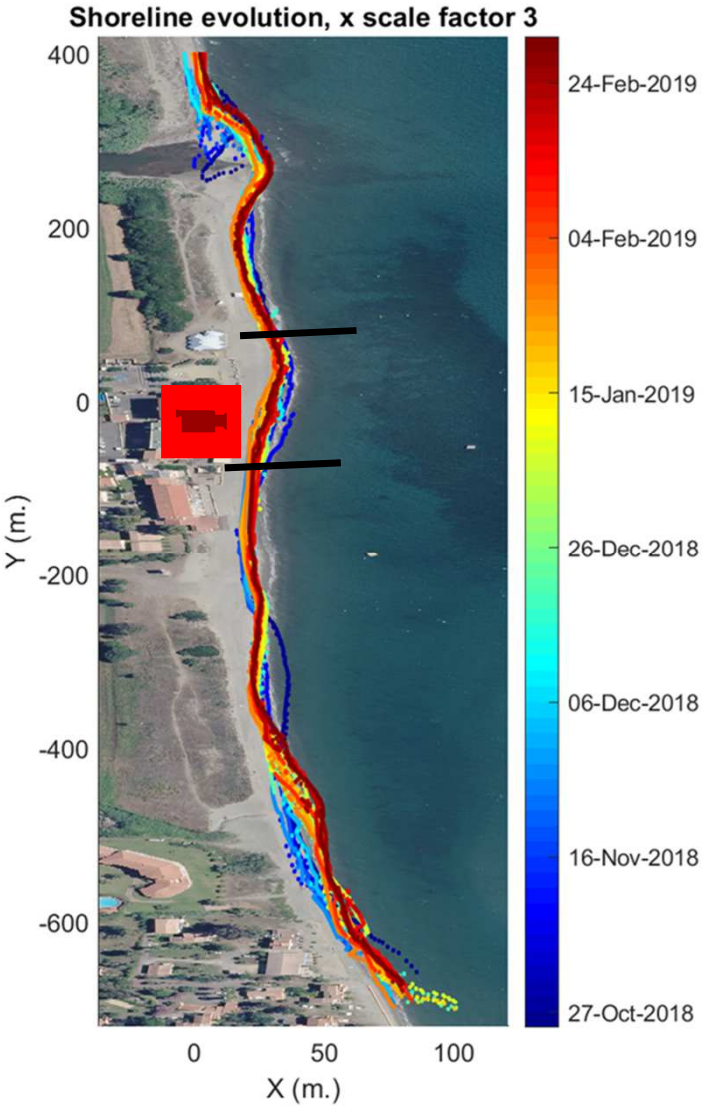 Shoreline evolution, x scale factor 3
400
200
0
-200
-400
-600
Y (m.)
0 50 100
X (m.)
24-Feb-2019
04-Feb-2019
15-Jan-2019
26-Dec-2018
06-Dec-2018
16-Nov-2018
27-Oct-2018